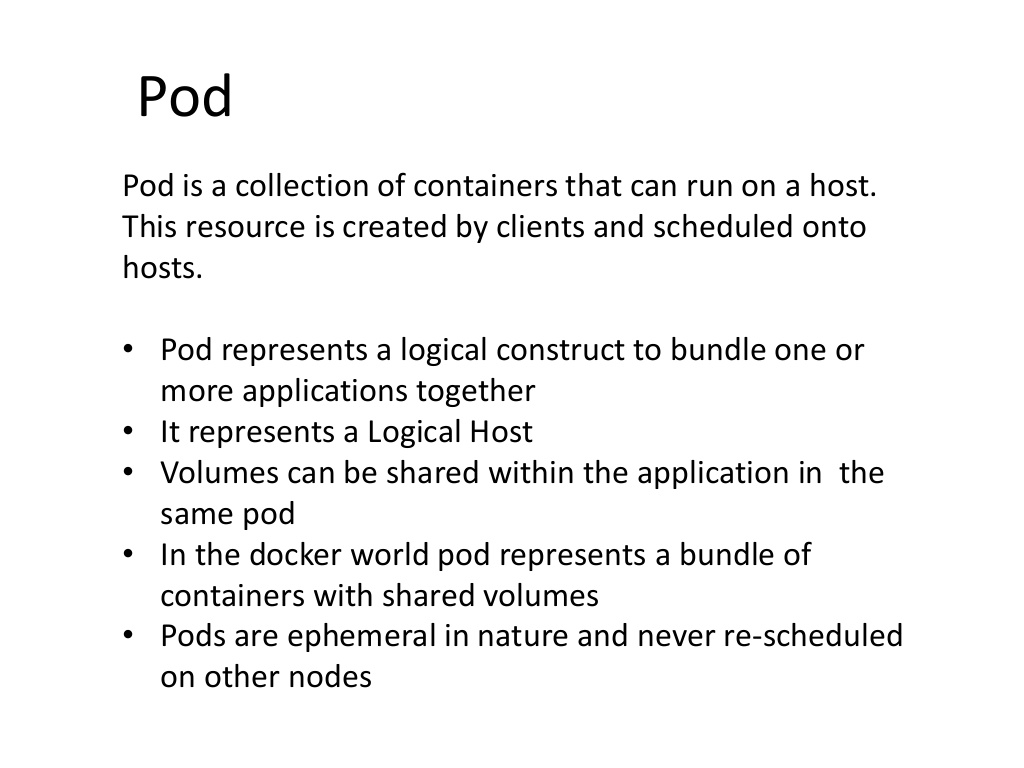 Pod
Pod is a collection of containers that can run on a host.
This resource is created by clients and scheduled onto
hosts.
• Pod represents a logical construct to bundle one or
more applications together
• It represents a Logical Host
• Volumes can be shared within the application in  the
same pod
• In the docker world pod represents a bundle of
containers with shared volumes
• Pods are ephemeral in nature and never re-scheduled
on other nodes